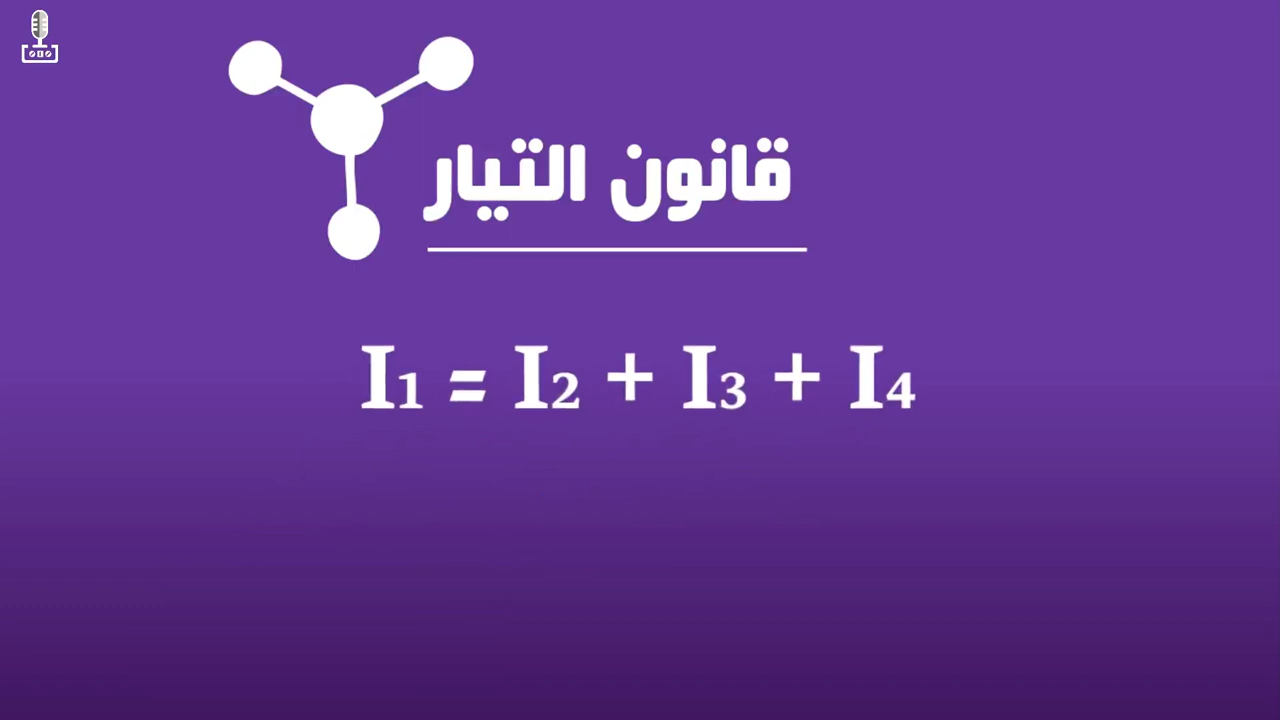 قانون التيار
I₁ = I₂ + I₃ + I₄